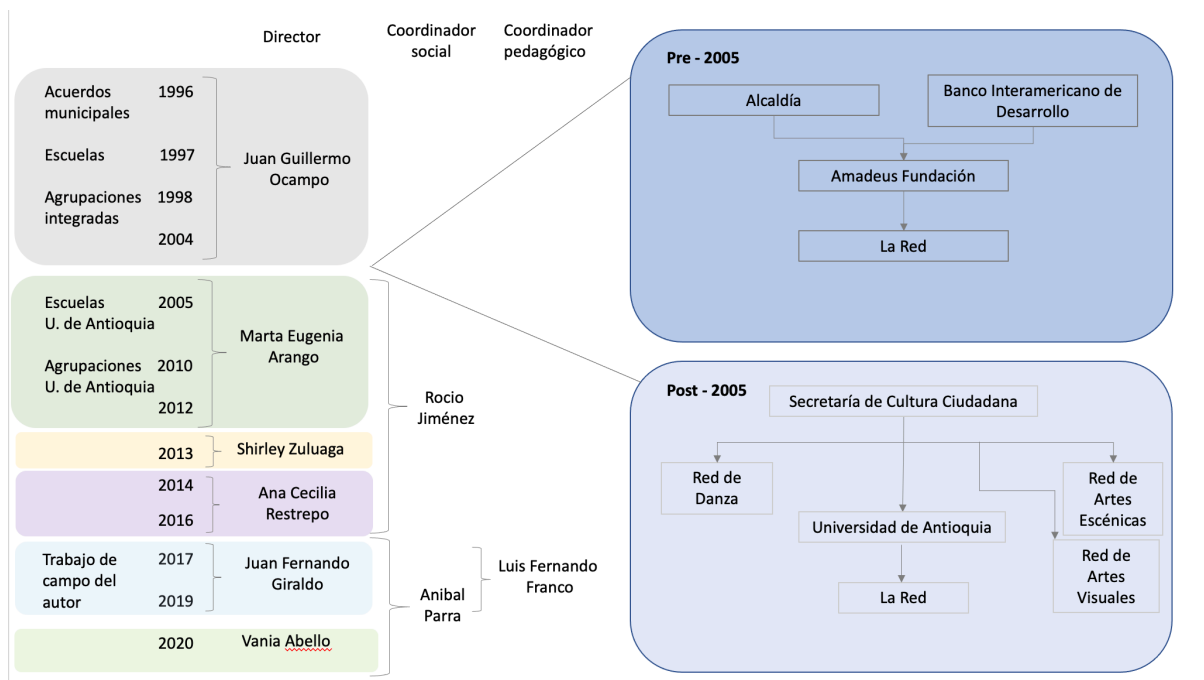 Director
Coordinador
social
Coordinador
pedagógico
Acuerdos
municipales
1996
Escuelas
1997
Agrupaciones
integradas
1998
2004
Juan Guillermo
Ocampo
Escuelas
U. de Antioquia
2005
Agrupaciones
U. de Antioquia
2010
2012
Marta Eugenia
Arango
2013
Shirley Zuluaga
2014
2016
Ana Cecilia
Restrepo
Rocio
Jiménez
Trabajo de
campo del
autor
2017
2019
Juan Fernando
Giraldo
2020
Vania Abello
Anibal
Parra
Luis Fernando
Franco
Pre - 2005
Alcaldía
Banco Interamericano de
Desarrollo
Amadeus Fundación
La Red
Post - 2005
Secretaría de Cultura Ciudadana
Red de
Danza
Universidad de Antioquia
La Red
Red de
Artes
Escénicas
Red de
Artes
Visuales